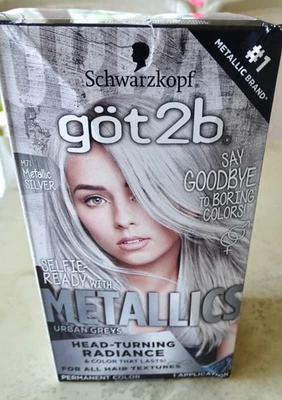 #1
METALLIC BRAND*
Schwarzkopf
göt2b
M71
Metallic
SILVER
SAY
GOODBYE
TO BORING
COLORS!
SELFIE-
READY WITH
METALLICS
URBAN GREYS
HEAD-TURNING
RADIANCE
& COLOR THAT LASTS!
FOR ALL HAIR TEXTURES
PERMANENT COLOR
1 APPLICATION